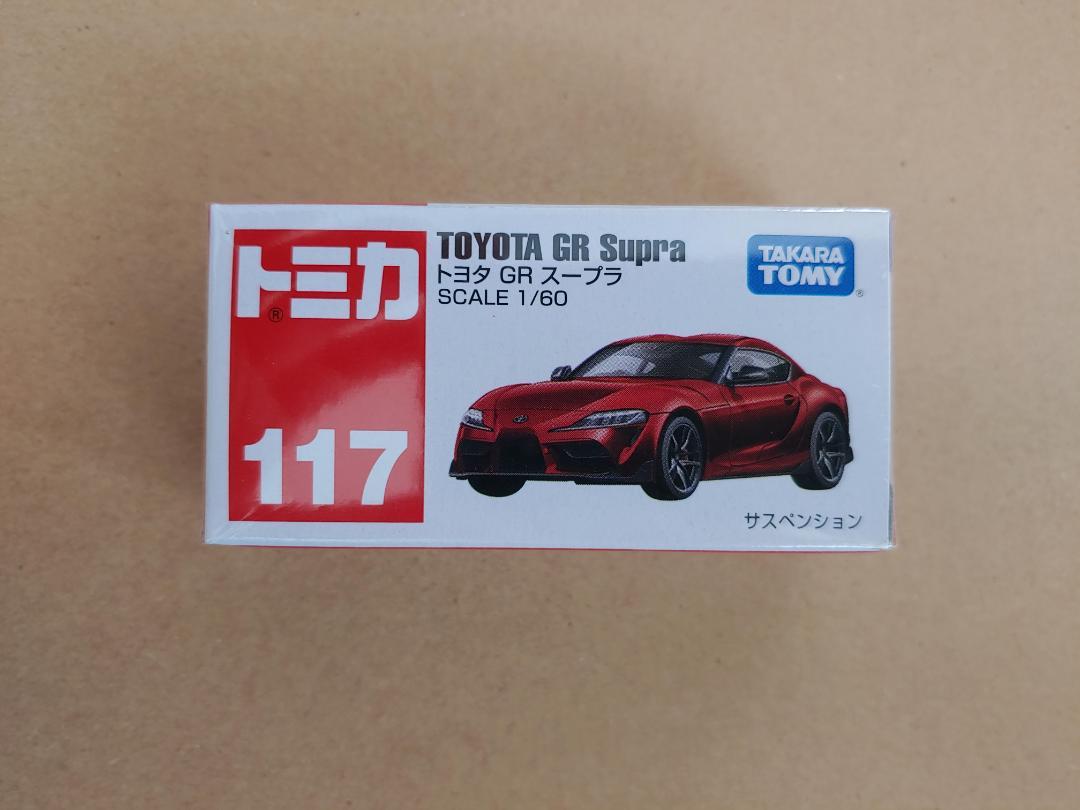 トミカ
®
117
TOYOTA GR Supra
トヨタ GR スープラ
SCALE 1/60
TAKARA
TOMY
®
サスペンション